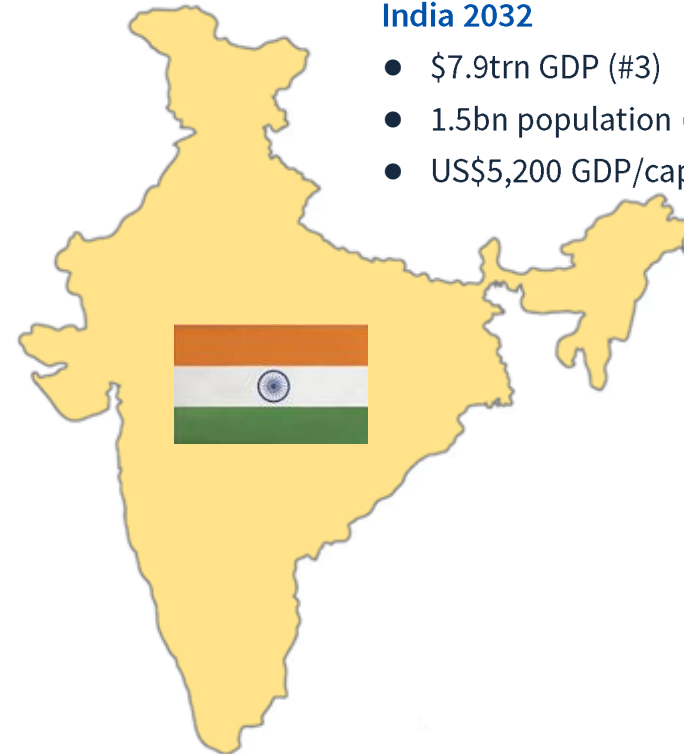 India 2032
● $7.9trn GDP (#3)
● 1.5bn population
● US$5,200 GDP/cap